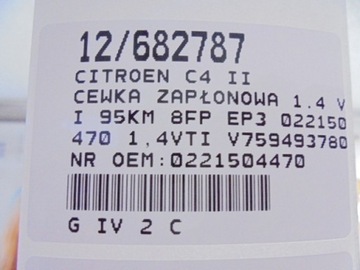 12/682787
CITROEN C4 II
CEWKA ZAPŁONOWA 1.4 V
I 95KM 8FP EP3 022150
470 1,4VTI V759493780
NR OEM:0221504470
G IV 2 C